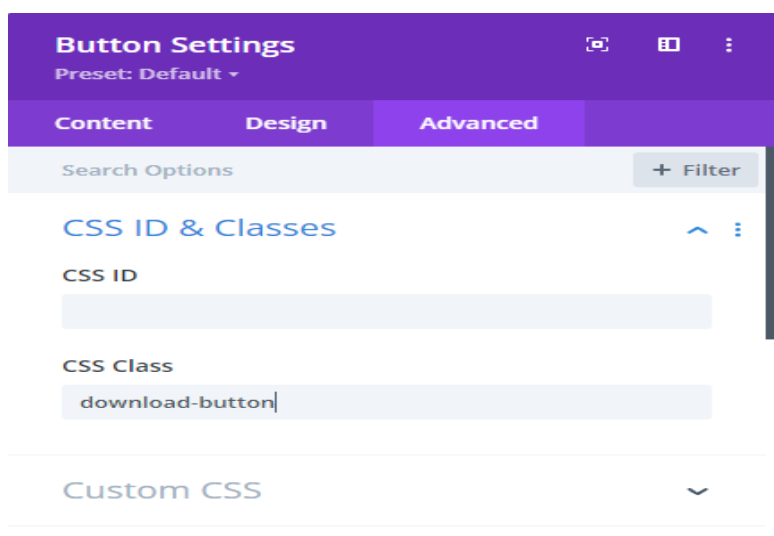 Button Settings
Preset: Default
Content Design Advanced
Search Options + Filter
CSS ID & Classes
CSS ID
CSS Class
download-button
Custom CSS